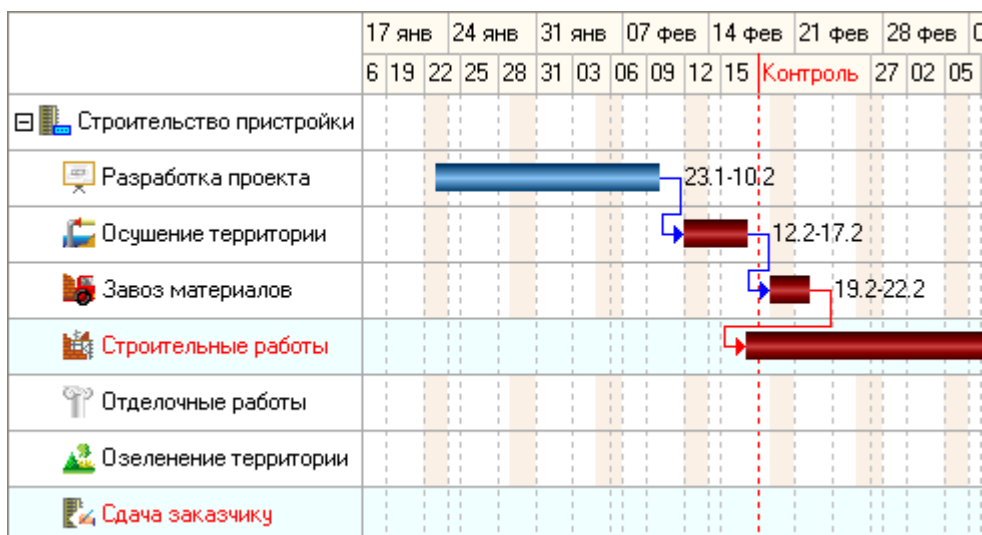 17 янв 24 янв 31 янв 07 фев 14 фев 21 фев 28 фев 0
6 19 22 25 28 31 03 06 09 12 15 Контроль 27 02 05
Строительство пристройки
Разработка проекта 23.1-10.2
Осушение территории 12.2-17.2
Завоз материалов 19.2-22.2
Строительные работы
Отделочные работы
Озеленение территории
Сдача заказчику